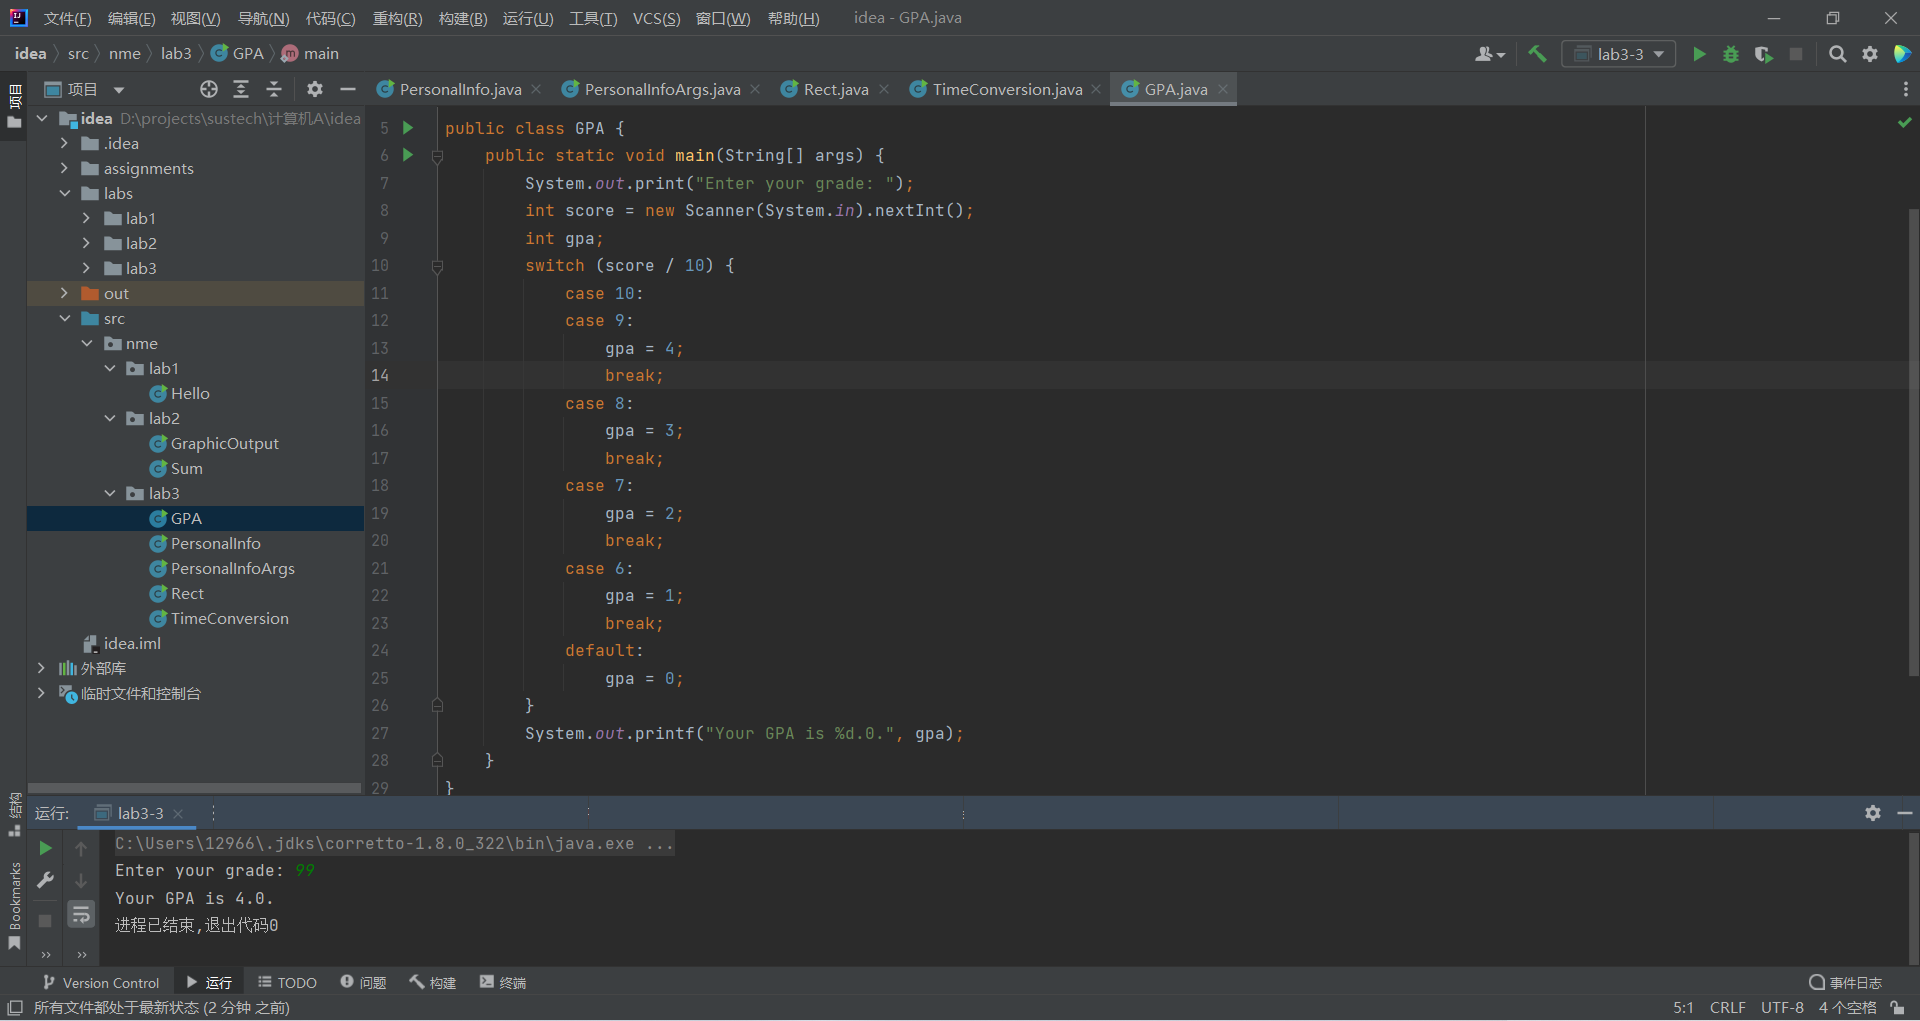 文件(F) 编辑(E) 视图(V) 导航(N) 代码(C) 重构(R) 构建(B) 运行(U) 工具(T) VCS(S) 窗口(W) 帮助(H) idea - GPA.java
idea src nme lab3 GPA main lab3-3
项目 PersonalInfo.java PersonalInfoArgs.java Rect.java TimeConversion.java GPA.java
项目
idea D:\projects\sustech\计算机A\idea
.idea
assignments
labs
lab1
lab2
lab3
out
src
nme
lab1
Hello
lab2
GraphicOutput
Sum
lab3
GPA
PersonalInfo
PersonalInfoArgs
Rect
TimeConversion
idea.iml
外部库
临时文件和控制台
结构
Bookmarks
5 public class GPA {
6 public static void main(String[] args) {
7 System.out.print("Enter your grade: ");
8 int score = new Scanner(System.in).nextInt();
9 int gpa;
10 switch (score / 10) {
11 case 10:
12 case 9:
13 gpa = 4;
14 break;
15 case 8:
16 gpa = 3;
17 break;
18 case 7:
19 gpa = 2;
20 break;
21 case 6:
22 gpa = 1;
23 break;
24 default:
25 gpa = 0;
26 }
27 System.out.printf("Your GPA is %d.0.", gpa);
28 }
29 }
运行: lab3-3
C:\Users\12966\.jdks\corretto-1.8.0_322\bin\java.exe ...
Enter your grade: 99
Your GPA is 4.0.
进程已结束,退出代码0
Version Control 运行 TODO 问题 构建 终端 事件日志
所有文件都处于最新状态 (2 分钟 之前) 5:1 CRLF UTF-8 4 个空格